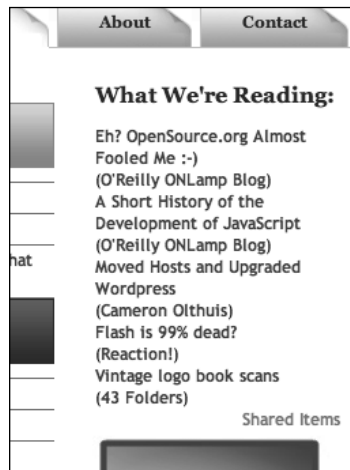 About Contact
What We're Reading:
Eh? OpenSource.org Almost
Fooled Me :-)
(O'Reilly ONLamp Blog)
A Short History of the
Development of JavaScript
(O'Reilly ONLamp Blog)
hat
Moved Hosts and Upgraded
Wordpress
(Cameron Olthuis)
Flash is 99% dead?
(Reaction!)
Vintage logo book scans
(43 Folders)
Shared Items